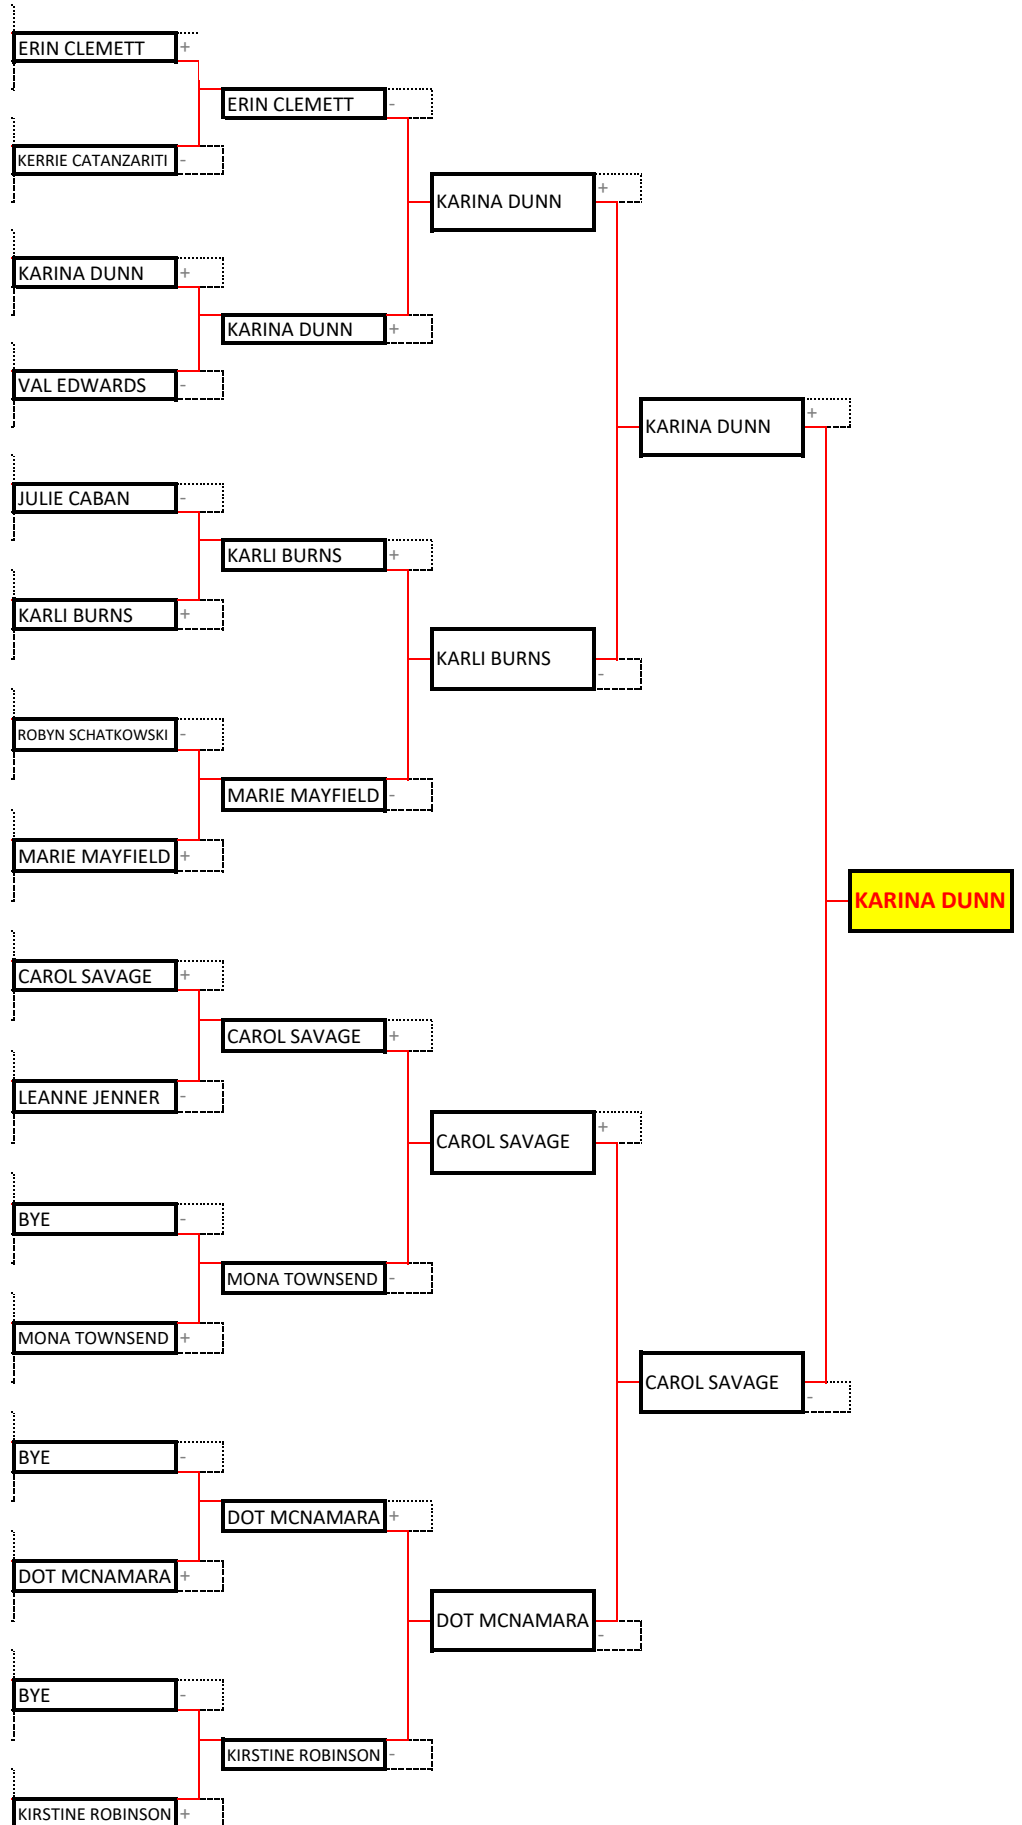 ERIN CLEMETT +
ERIN CLEMETT -
KERRIE CATANZARITI -
KARINA DUNN +
KARINA DUNN +
KARINA DUNN +
VAL EDWARDS -
KARINA DUNN +
JULIE CABAN -
KARLI BURNS +
KARLI BURNS +
KARLI BURNS -
ROBYN SCHATKOWSKI -
MARIE MAYFIELD -
MARIE MAYFIELD +
KARINA DUNN
CAROL SAVAGE +
CAROL SAVAGE +
LEANNE JENNER -
CAROL SAVAGE +
BYE -
MONA TOWNSEND -
MONA TOWNSEND +
CAROL SAVAGE -
BYE -
DOT MCNAMARA +
DOT MCNAMARA +
DOT MCNAMARA -
BYE -
KIRSTINE ROBINSON -
KIRSTINE ROBINSON +